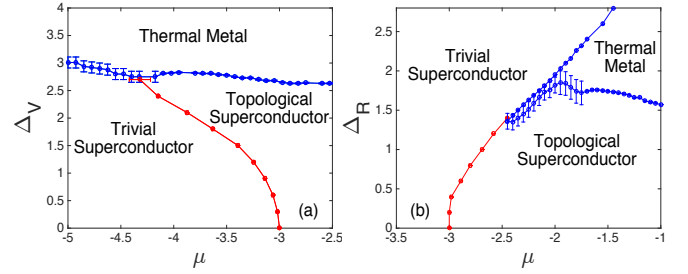 Thermal Metal
Topological
Superconductor
Trivial
Superconductor
(a)
Δ_V
4
3.5
3
2.5
2
1.5
1
0.5
0
-5
-4.5
-4
-3.5
-3
-2.5
μ
Trivial
Superconductor
Thermal
Metal
Topological
Superconductor
(b)
Δ_R
2.5
2
1.5
1
0.5
0
-3.5
-3
-2.5
-2
-1.5
-1
μ